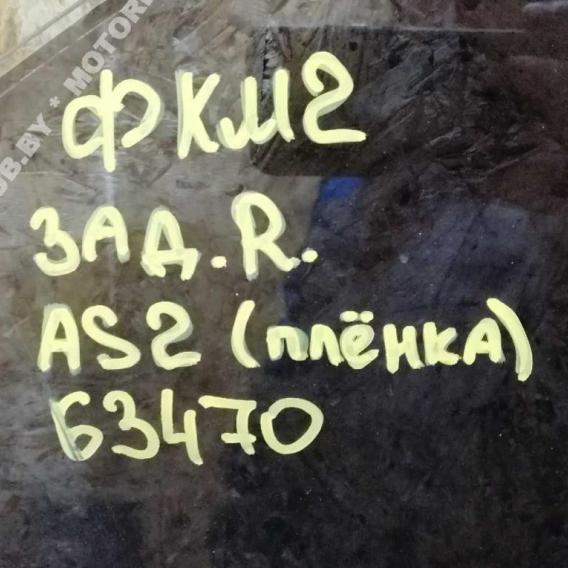 ФКМ2
ЗАД.R.
AS2 (плёнка)
63470